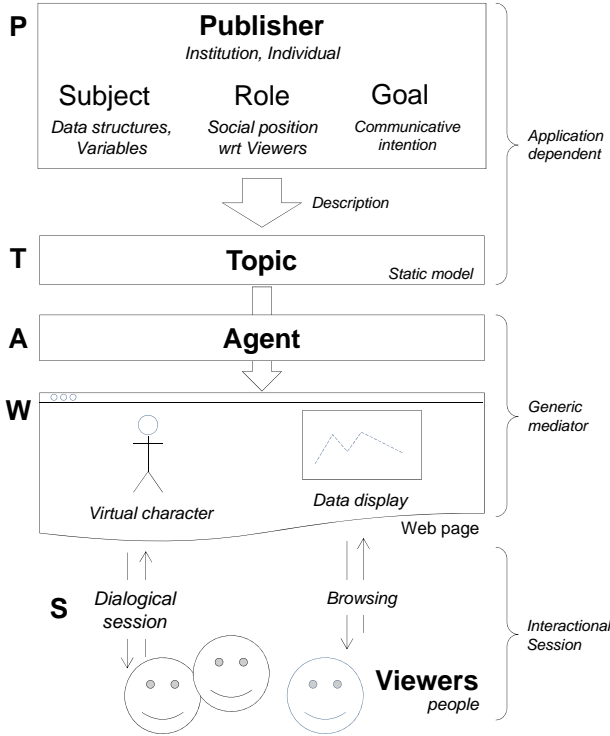 P
Publisher
Institution, Individual
Subject
Role
Goal
Data structures,
Variables
Social position
wrt Viewers
Communicative
intention
Application
dependent
Description
T
Topic
Static model
A
Agent
W
Generic
mediator
Virtual character
Data display
Web page
S
Dialogical
session
Browsing
Interactional
Session
Viewers
people